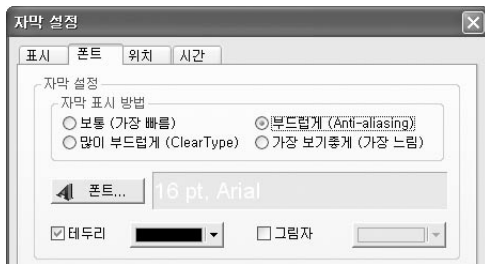 자막 설정
표시 폰트 위치 시간
자막 설정
자막 표시 방법
보통 (가장 빠름) 부드럽게 (Anti-aliasing)
많이 부드럽게 (ClearType) 가장 보기좋게 (가장 느림)
폰트... 16 pt, Arial
테두리 그림자